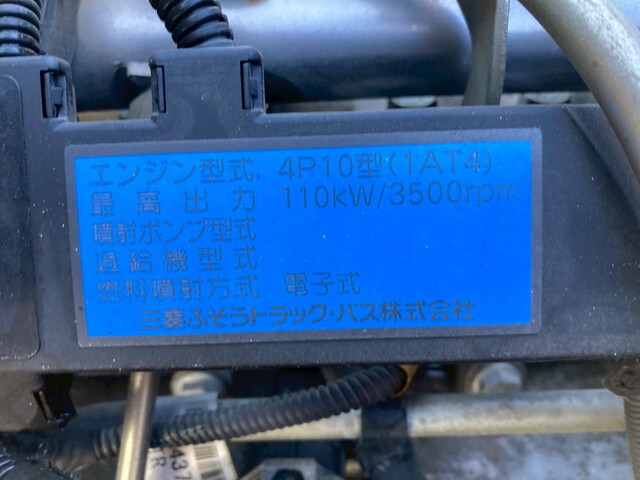 エンジン型式. 4P10型(1AT4)
最高出力 110kW/3500rpm
噴射ポンプ型式
過給機型式
燃料噴射方式 電子式
三菱ふそうトラック・バス株式会社
437
TR